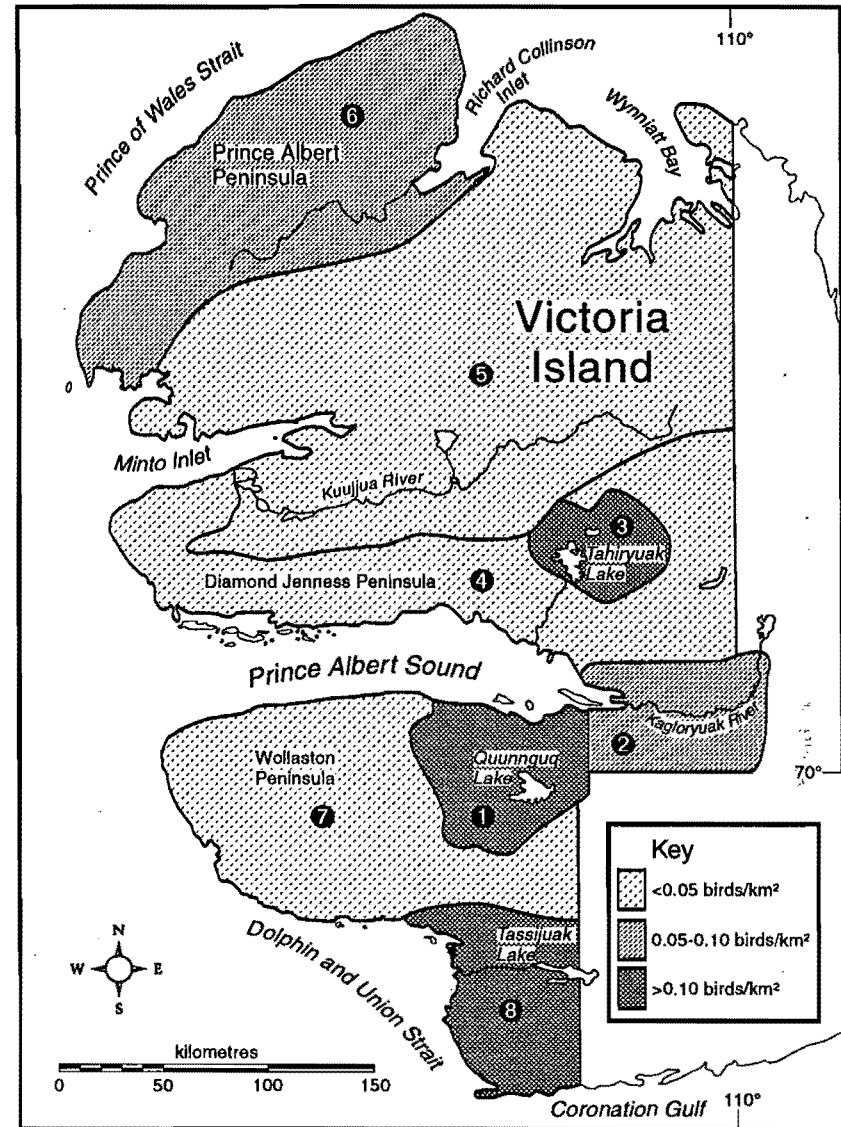 110°
Prince of Wales Strait
Richard Collinson
Inlet
Wynniatt Bay
6
Prince Albert
Peninsula
Victoria
Island
5
Minto Inlet
Kuujjua River
3
Tahiryuak
Lake
Diamond Jenness Peninsula
4
Prince Albert Sound
Kagloryuak River
2
Wollaston
Peninsula
Quunnguq
Lake
70°
7
1
Key
<0.05 birds/km²
0.05-0.10 birds/km²
>0.10 birds/km²
Dolphin and Union Strait
Tassijuak
Lake
N
W E
S
8
kilometres
0 50 100 150
Coronation Gulf
110°